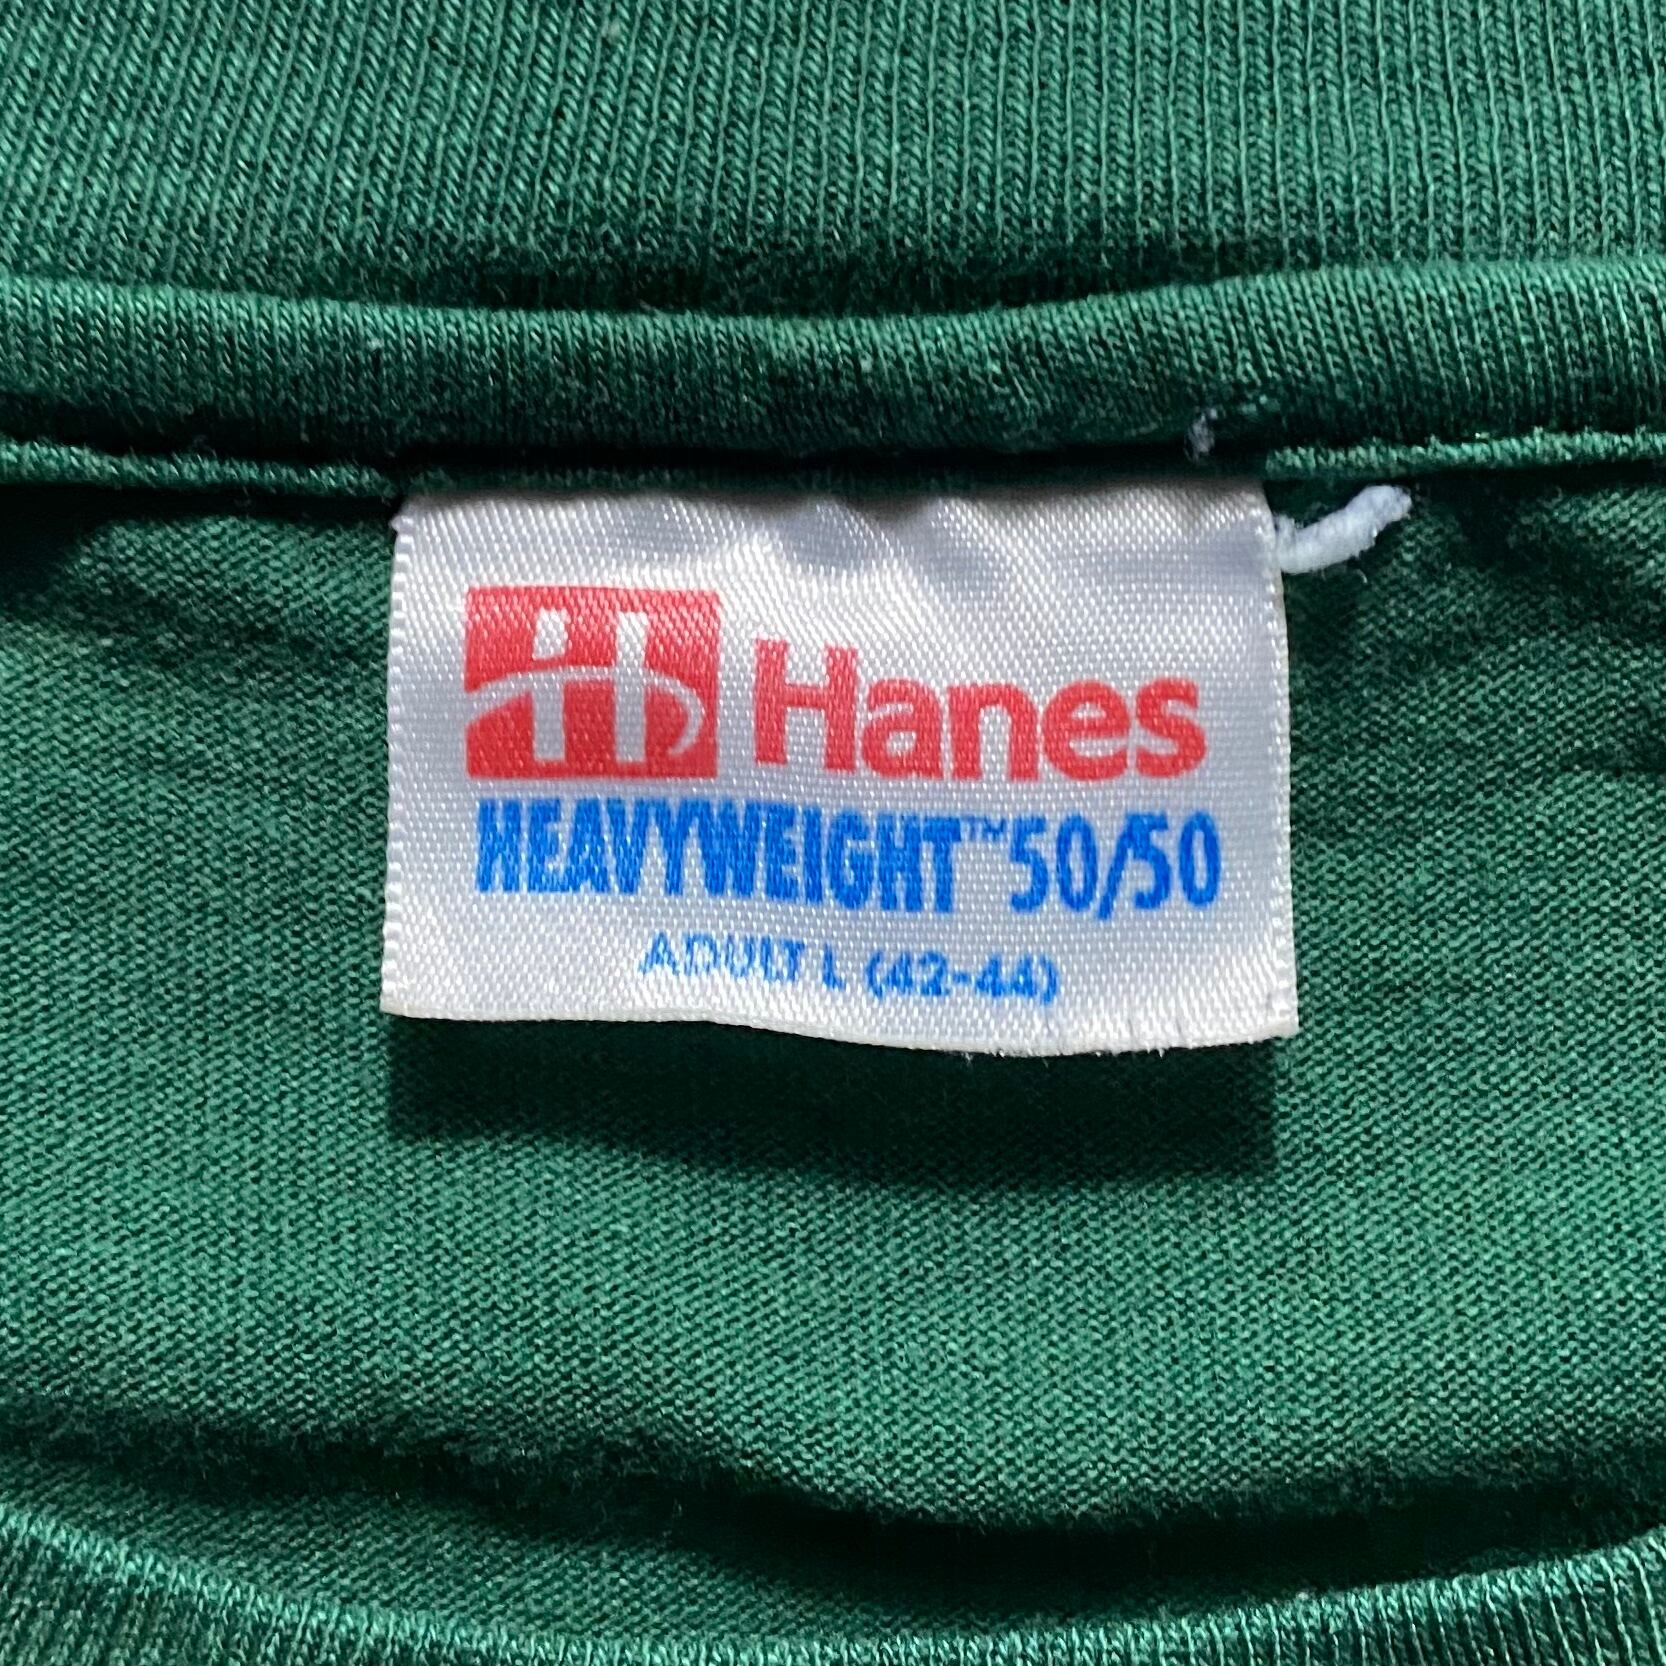 H Hanes
HEAVYWEIGHT™ 50/50
ADULT L (42-44)